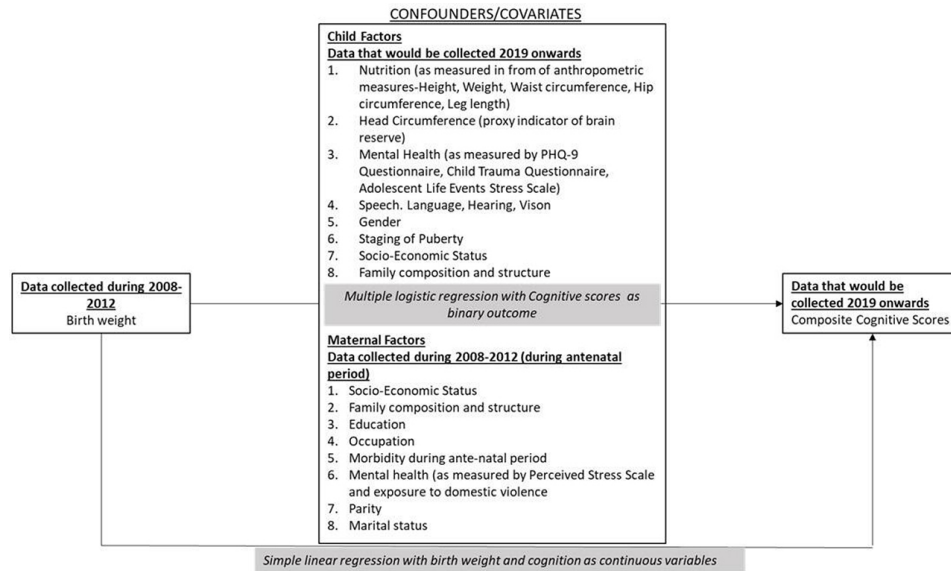 CONFOUNDERS/COVARIATES
Child Factors
Data that would be collected 2019 onwards
1. Nutrition (as measured in from of anthropometric
measures-Height, Weight, Waist circumference, Hip
circumference, Leg length)
2. Head Circumference (proxy indicator of brain
reserve)
3. Mental Health (as measured by PHQ-9
Questionnaire, Child Trauma Questionnaire,
Adolescent Life Events Stress Scale)
4. Speech. Language, Hearing, Vison
5. Gender
6. Staging of Puberty
7. Socio-Economic Status
8. Family composition and structure
Multiple logistic regression with Cognitive scores as
binary outcome
Maternal Factors
Data collected during 2008-2012 (during antenatal
period)
1. Socio-Economic Status
2. Family composition and structure
3. Education
4. Occupation
5. Morbidity during ante-natal period
6. Mental health (as measured by Perceived Stress Scale
and exposure to domestic violence
7. Parity
8. Marital status
Data collected during 2008-
2012
Birth weight
Data that would be
collected 2019 onwards
Composite Cognitive Scores
Simple linear regression with birth weight and cognition as continuous variables